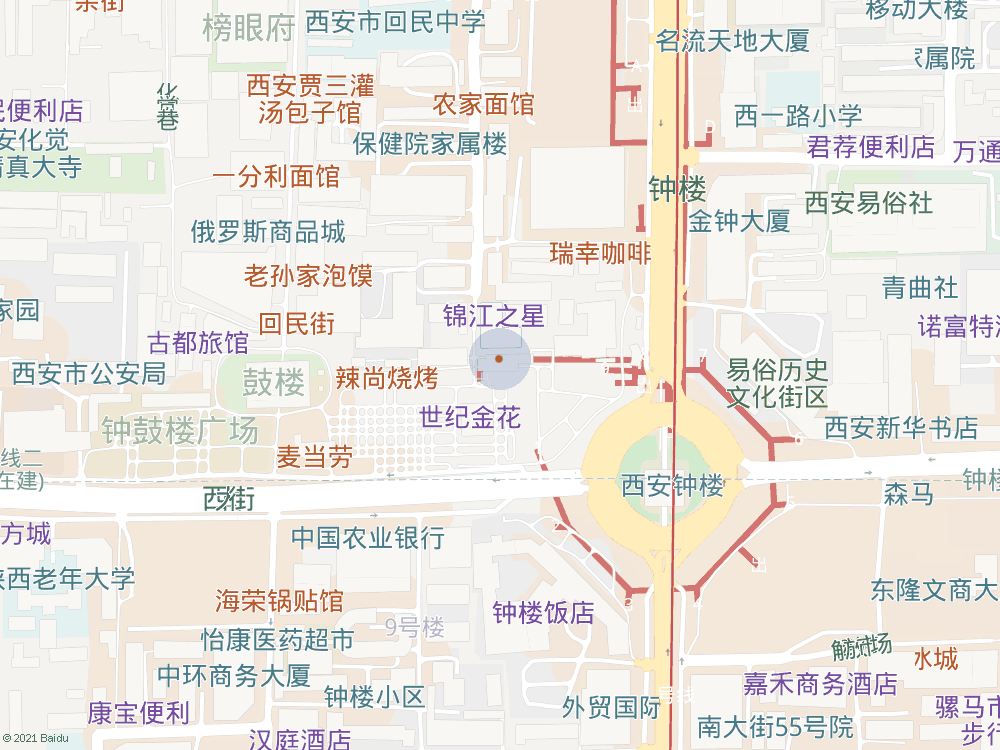 榜眼府
西安市回民中学
移动大楼
名流天地大厦
家属院
西安贾三灌
汤包子馆
农家面馆
化觉巷
便利店
西一路小学
安化觉
清真大寺
保健院家属楼
君荐便利店
万通
一分利面馆
钟楼
西安易俗社
俄罗斯商品城
金钟大厦
瑞幸咖啡
老孙家泡馍
青曲社
家园
锦江之星
回民街
诺富特
古都旅馆
西安市公安局
鼓楼
辣尚烧烤
易俗历史
文化街区
世纪金花
钟鼓楼广场
西安新华书店
麦当劳
线二
在建)
西安钟楼
钟楼
西街
森马
方城
中国农业银行
陕西老年大学
东隆文商大
海荣锅贴馆
钟楼饭店
9号楼
怡康医药超市
水城
中环商务大厦
嘉禾商务酒店
钟楼小区
外贸国际
号线
康宝便利
南大街55号院
骡马市
步行
汉庭酒店
© 2021 Baidu